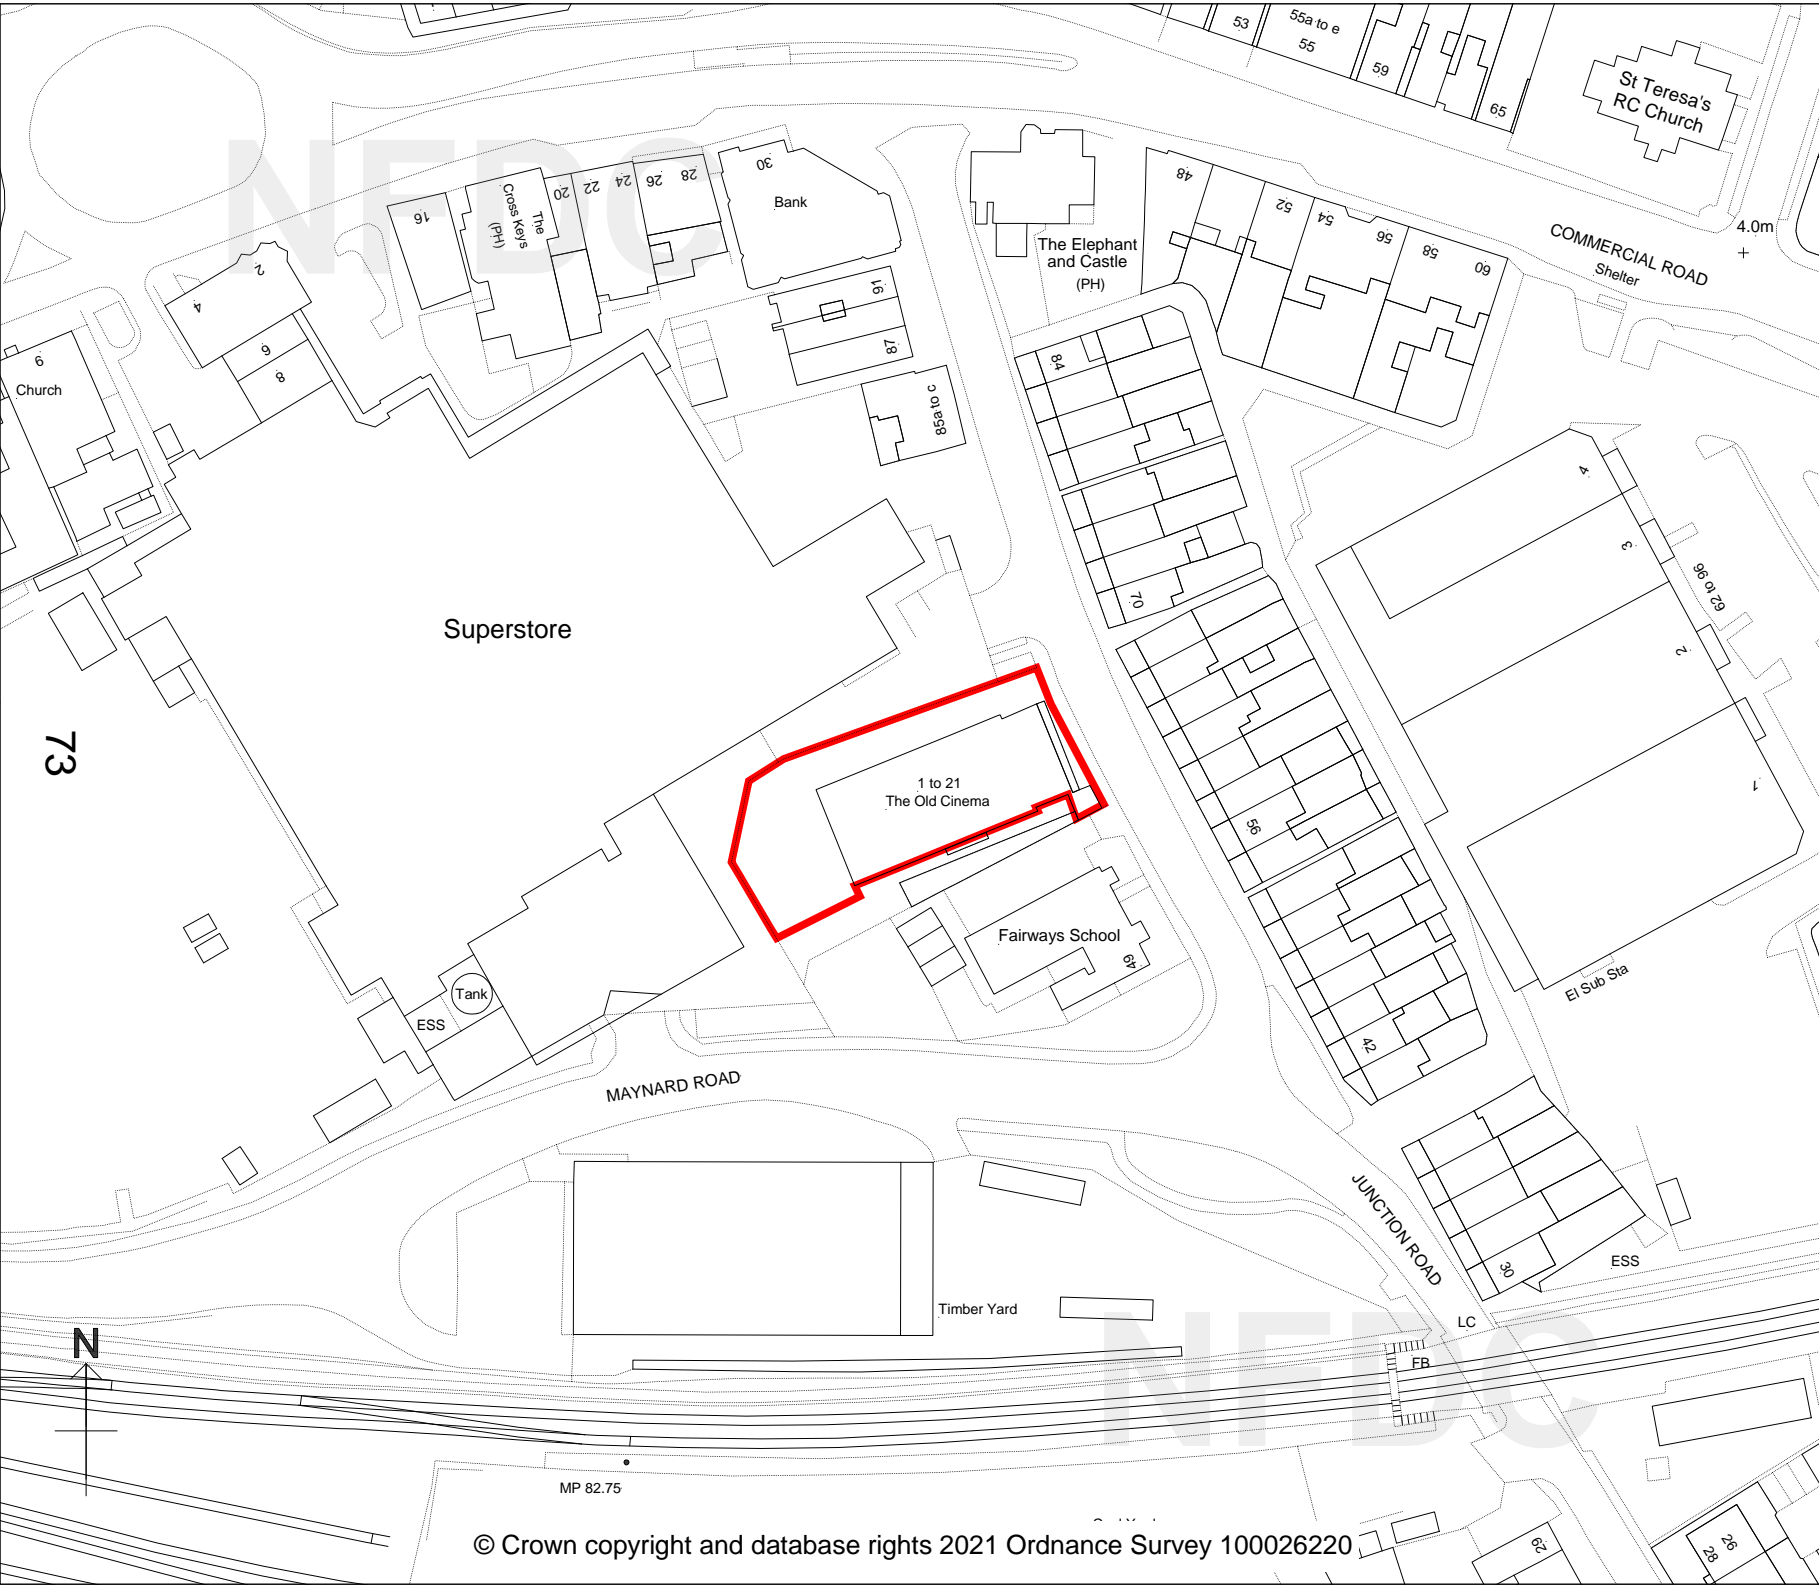 53
55a to e
55
59
65
St Teresa's
RC Church
NFDC
30
Bank
28
26
24
22
20
The
Cross Keys
(PH)
16
48
52
54
56
58
60
COMMERCIAL ROAD
Shelter
4.0m
The Elephant
and Castle
(PH)
2
4
6
8
9
Church
91
87
85a to c
84
70
4
3
62 to 96
2
1
Superstore
73
1 to 21
The Old Cinema
56
Fairways School
49
El Sub Sta
Tank
ESS
42
MAYNARD ROAD
JUNCTION ROAD
30
ESS
Timber Yard
LC
FB
NFDC
N
MP 82.75
29
26
28
© Crown copyright and database rights 2021 Ordnance Survey 100026220